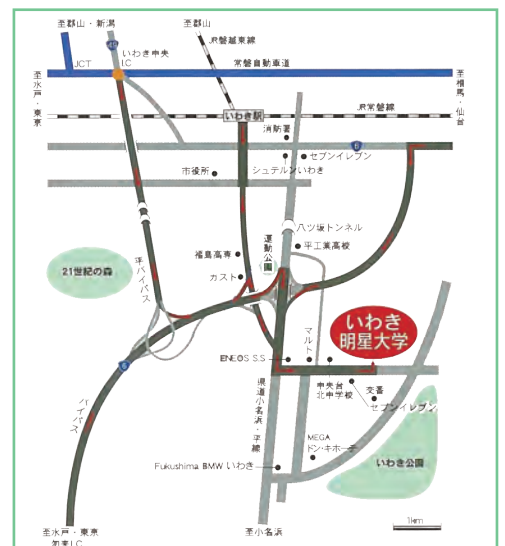 至郡山・新潟
至郡山
JR磐越東線
49
いわき中央
IC
JCT
常磐自動車道
至水戸・東京
至相馬・仙台
JR常磐線
いわき駅
消防署
6
セブンイレブン
市役所
シュテルンいわき
八ツ坂トンネル
運動公園
平工業高校
福島高専
21世紀の森
ガスト
平バイパス
いわき
明星大学
マルト
ENEOS S.S
6
中央台
北中学校
交番
セブンイレブン
バイパス
県道小名浜・平線
MEGA
ドン・キホーテ
いわき公園
Fukushima BMW いわき
1km
至水戸・東京
至小名浜